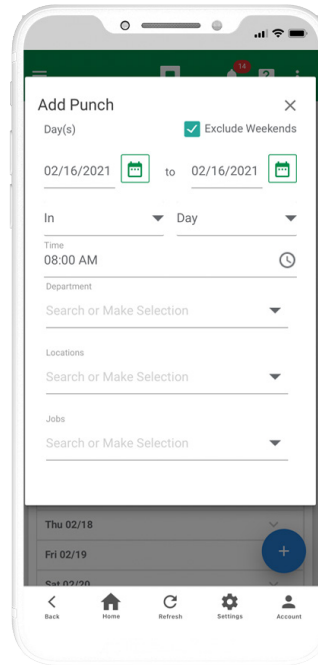 14
?
Add Punch ×
Day(s) Exclude Weekends
02/16/2021 to 02/16/2021
In Day
Time
08:00 AM
Department
Search or Make Selection
Locations
Search or Make Selection
Jobs
Search or Make Selection
Thu 02/18
Fri 02/19
+
Sat 02/20
Back Home Refresh Settings Account